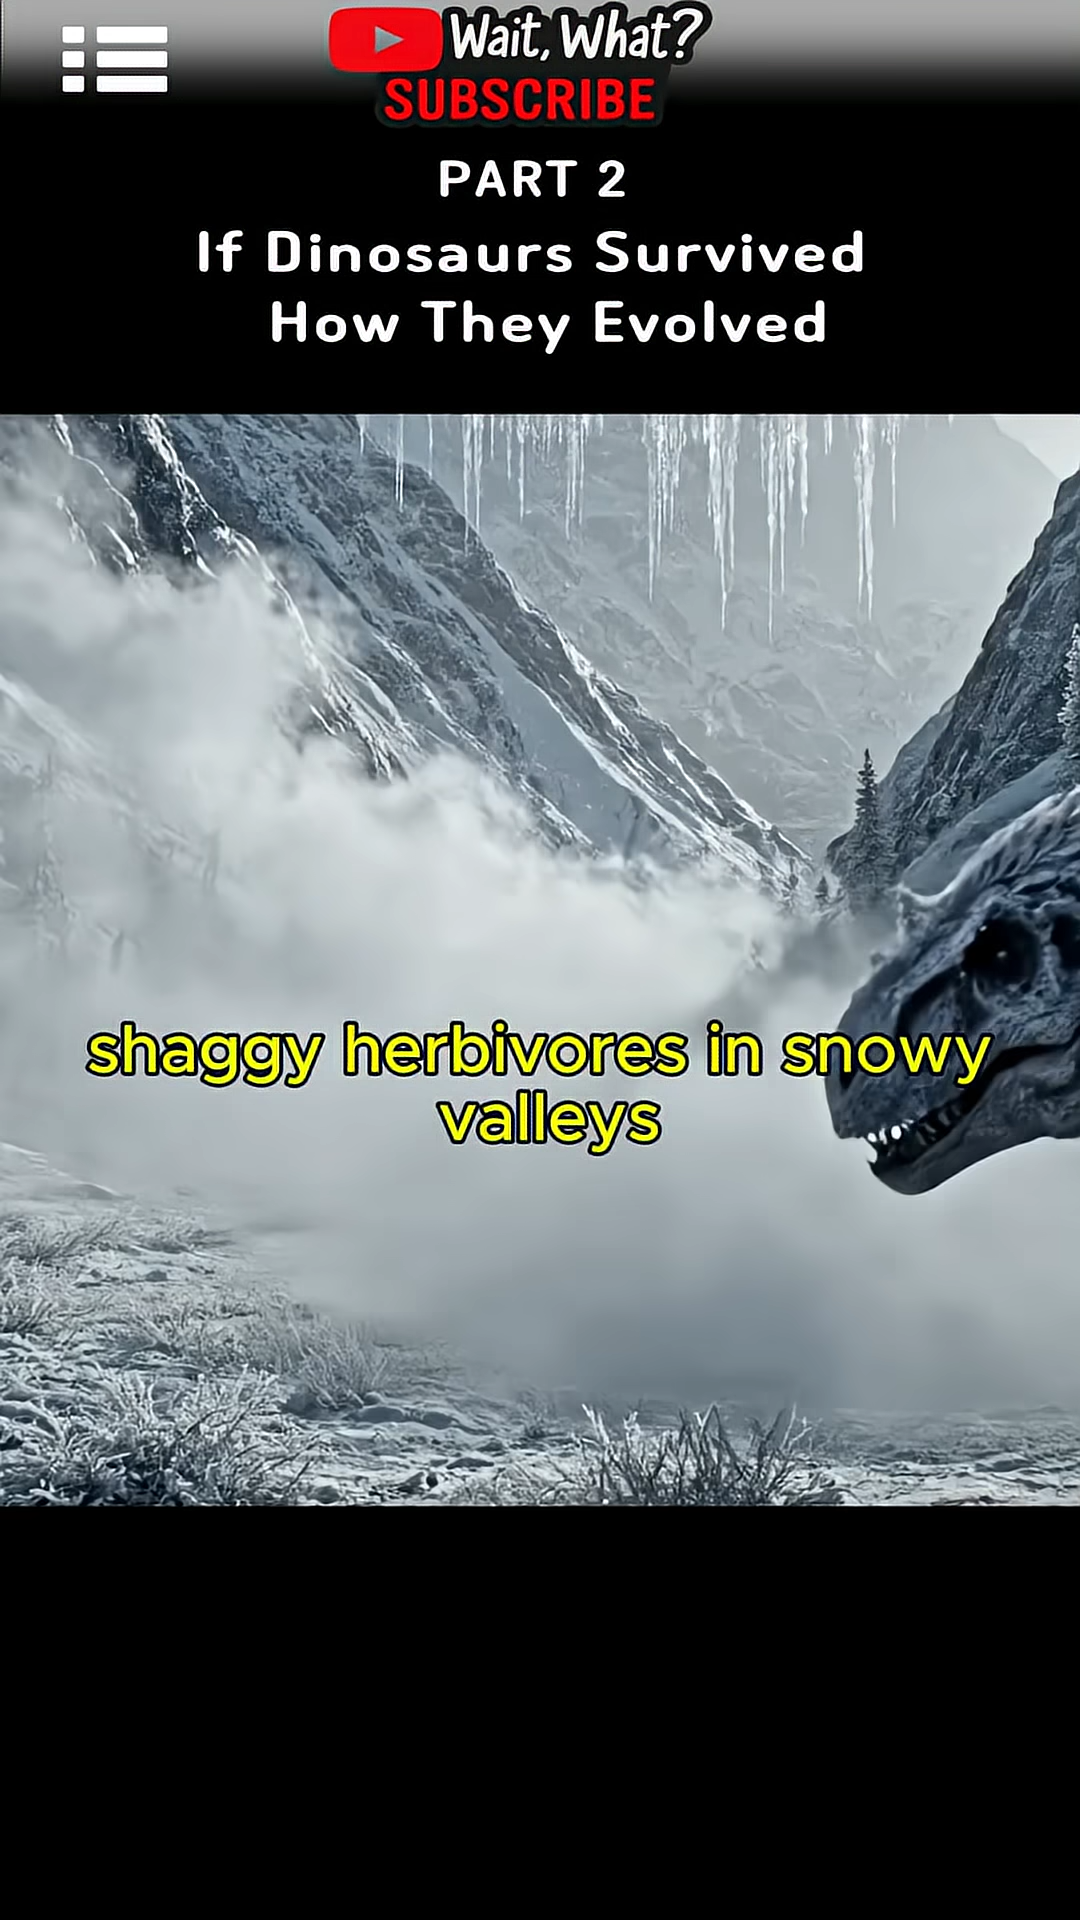 Wait, What?
SUBSCRIBE
PART 2
If Dinosaurs Survived
How They Evolved
shaggy herbivores in snowy
valleys